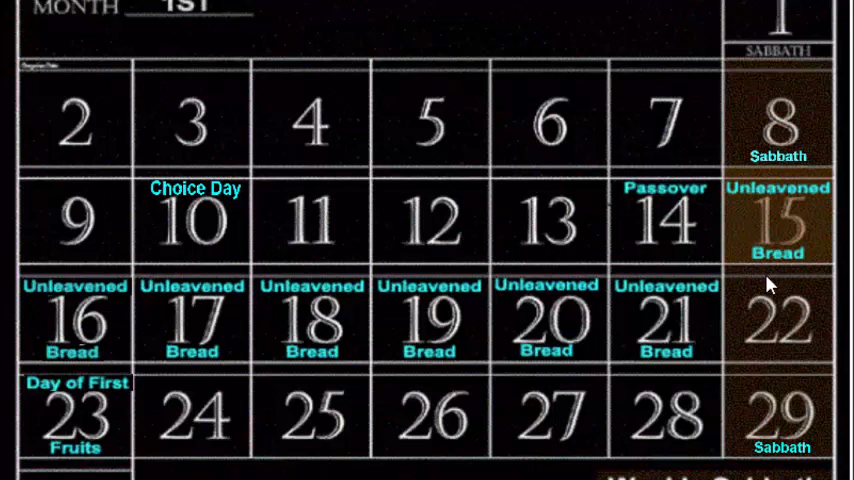 MONTH 1ST
1
SABBATH
2 3 4 5 6 7 8
Sabbath
Choice Day Passover Unleavened
9 10 11 12 13 14 15
Bread
Unleavened Unleavened Unleavened Unleavened Unleavened Unleavened
16 17 18 19 20 21 22
Bread Bread Bread Bread Bread Bread
Day of First
23 24 25 26 27 28 29
Fruits Sabbath